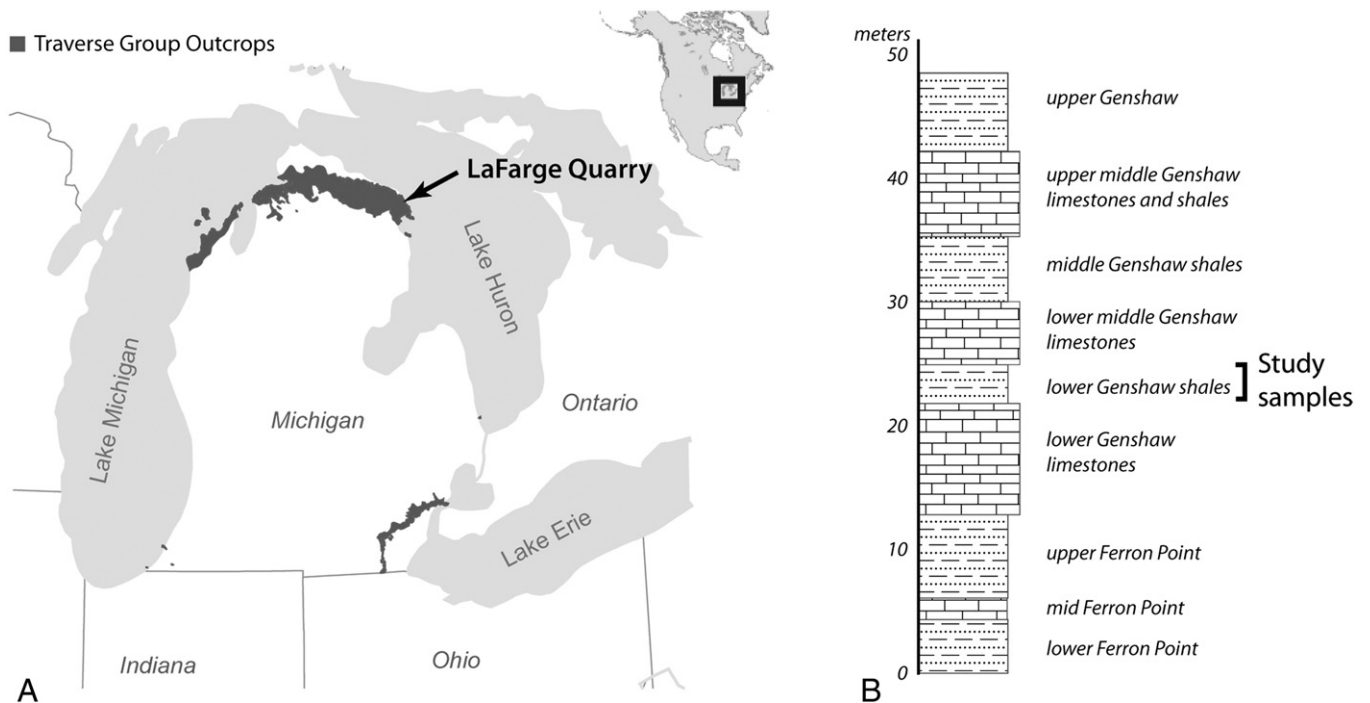 Traverse Group Outcrops
LaFarge Quarry
Lake Michigan
Lake Huron
Michigan
Ontario
Lake Erie
Indiana
Ohio
A
meters
50
upper Genshaw
40
upper middle Genshaw
limestones and shales
middle Genshaw shales
30
lower middle Genshaw
limestones
lower Genshaw shales
Study
samples
20
lower Genshaw
limestones
10
upper Ferron Point
mid Ferron Point
lower Ferron Point
0
B